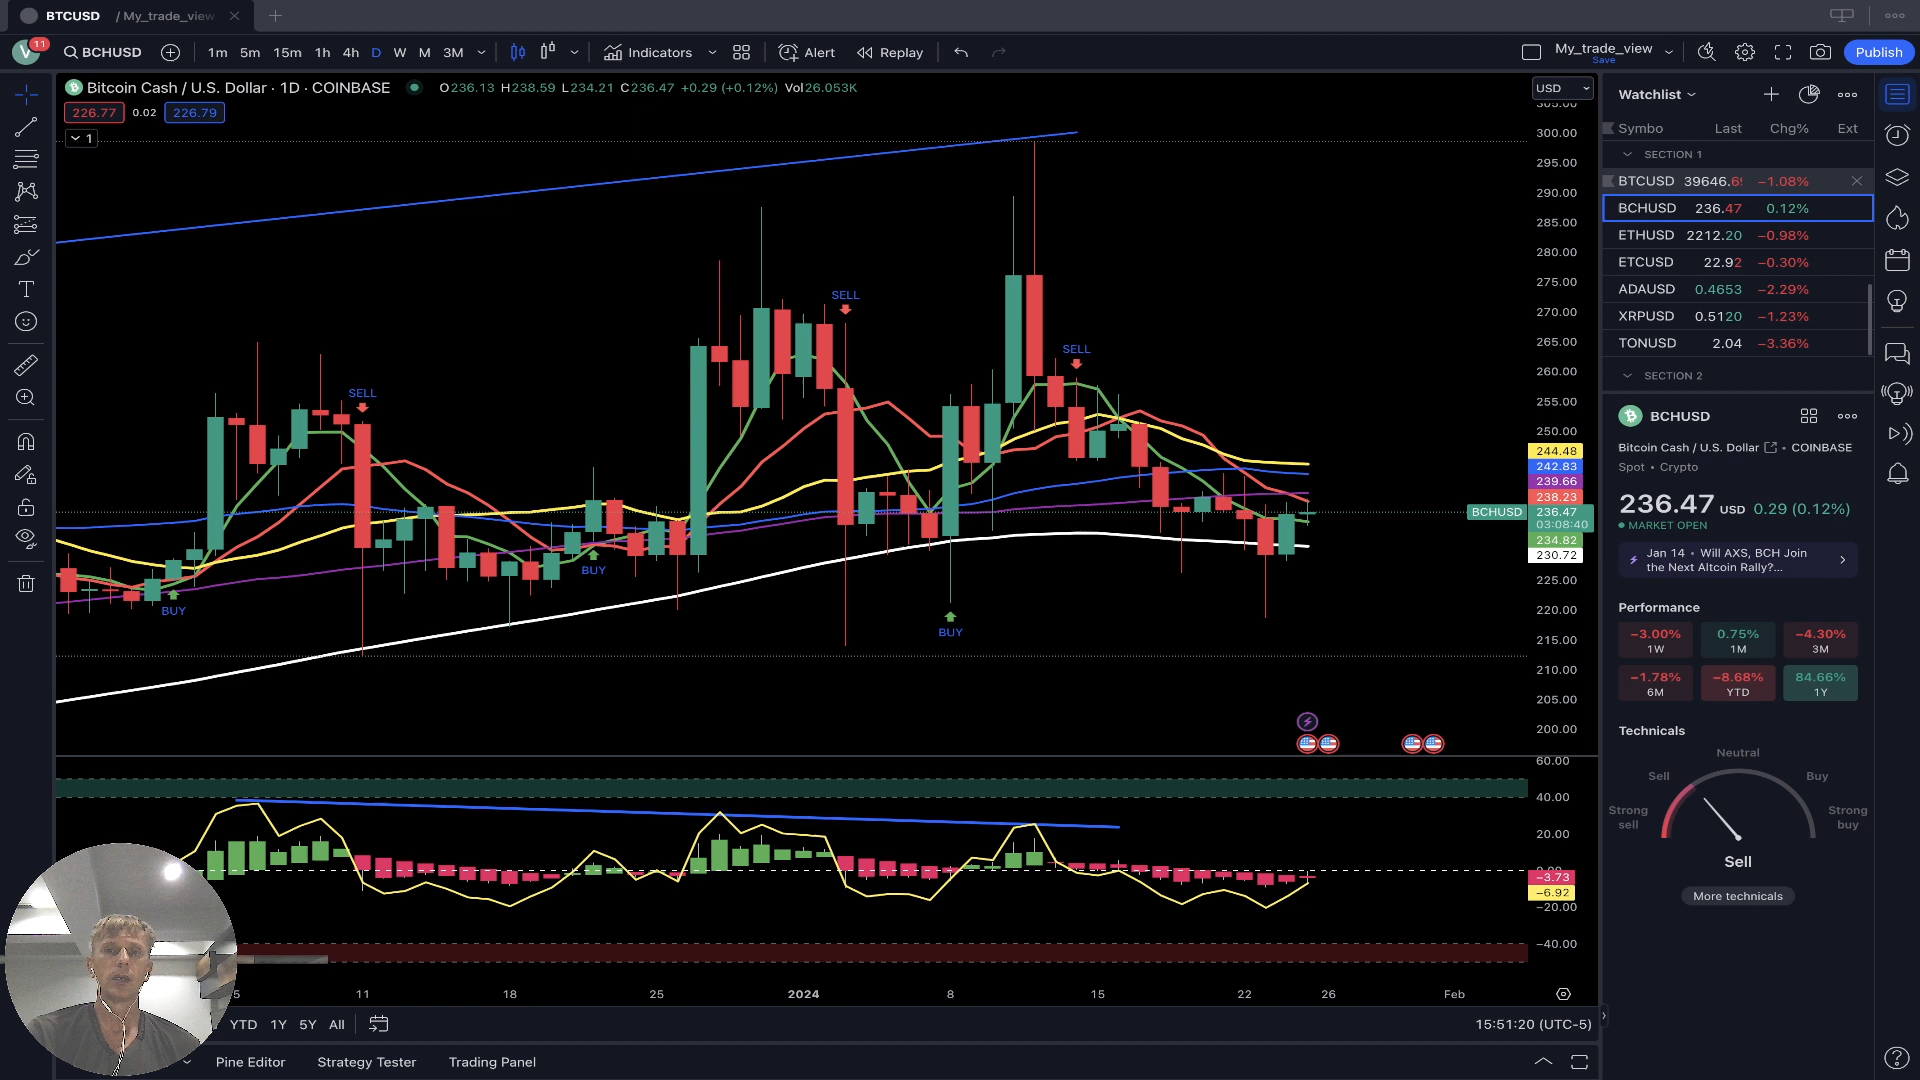 BTCUSD / My_trade_view
V 11 BCHUSD 1m 5m 15m 1h 4h D W M 3M Indicators Alert Replay My_trade_view Save Publish
Bitcoin Cash / U.S. Dollar · 1D · COINBASE O236.13 H238.59 L234.21 C236.47 +0.29 (+0.12%) Vol26.053K
226.77 0.02 226.79
1
USD
305.00
300.00
295.00
290.00
285.00
280.00
275.00
270.00
265.00
260.00
255.00
250.00
244.48
242.83
239.66
238.23
BCHUSD 236.47
03:08:40
234.82
230.72
225.00
220.00
215.00
210.00
205.00
200.00
SELL
SELL
SELL
BUY
BUY
BUY
60.00
40.00
20.00
0.00
−3.73
−6.92
−20.00
−40.00
5 11 18 25 2024 8 15 22 26 Feb
YTD 1Y 5Y All
15:51:20 (UTC-5)
Pine Editor Strategy Tester Trading Panel
Watchlist
Symbo Last Chg% Ext
SECTION 1
BTCUSD 39646.69 −1.08%
BCHUSD 236.47 0.12%
ETHUSD 2212.20 −0.98%
ETCUSD 22.92 −0.30%
ADAUSD 0.4653 −2.29%
XRPUSD 0.5120 −1.23%
TONUSD 2.04 −3.36%
SECTION 2
BCHUSD
Bitcoin Cash / U.S. Dollar • COINBASE
Spot • Crypto
236.47 USD 0.29 (0.12%)
MARKET OPEN
Jan 14 • Will AXS, BCH Join
the Next Altcoin Rally?...
Performance
−3.00% 0.75% −4.30%
1W 1M 3M
−1.78% −8.68% 84.66%
6M YTD 1Y
Technicals
Neutral
Sell Buy
Strong sell Strong buy
Sell
More technicals